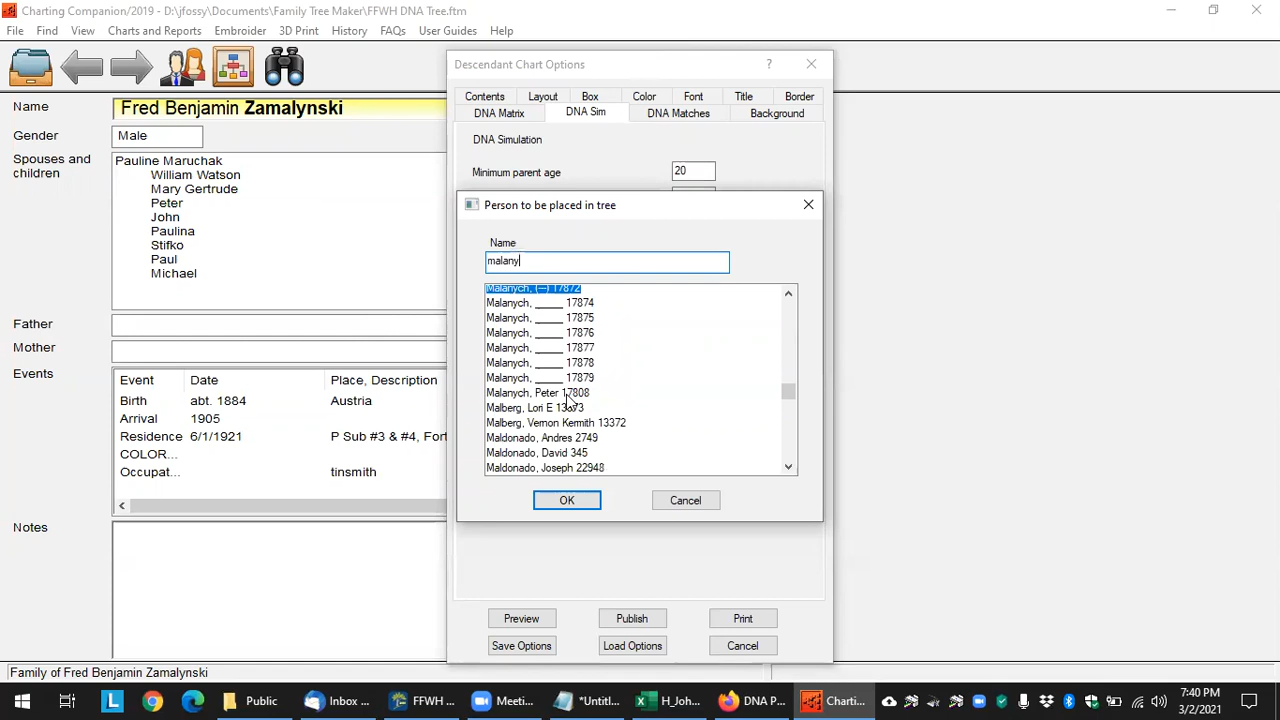 Charting Companion/2019 - D:\jfossy\Documents\Family Tree Maker\FFWH DNA Tree.ftm
File Find View Charts and Reports Embroider 3D Print History FAQs User Guides Help
Name
Fred Benjamin Zamalynski
Gender
Male
Spouses and children
Pauline Maruchak
William Watson
Mary Gertrude
Peter
John
Paulina
Stifko
Paul
Michael
Father
Mother
Events
Event Date Place, Description
Birth abt. 1884 Austria
Arrival 1905
Residence 6/1/1921 P Sub #3 & #4, Fort
COLOR...
Occupat... tinsmith
Notes
Family of Fred Benjamin Zamalynski
Descendant Chart Options ?
Contents Layout Box Color Font Title Border
DNA Matrix DNA Sim DNA Matches Background
DNA Simulation
Minimum parent age 20
Person to be placed in tree
Name
malany
Malanych, (---) 17872
Malanych, _____ 17874
Malanych, _____ 17875
Malanych, _____ 17876
Malanych, _____ 17877
Malanych, _____ 17878
Malanych, _____ 17879
Malanych, Peter 17808
Malberg, Lori E 13373
Malberg, Vernon Kermith 13372
Maldonado, Andres 2749
Maldonado, David 345
Maldonado, Joseph 22948
OK Cancel
Preview Publish Print
Save Options Load Options Cancel
Public Inbox ... FFWH ... Meeti... *Untitl... H_Joh... DNA P... Charti...
7:40 PM
3/2/2021